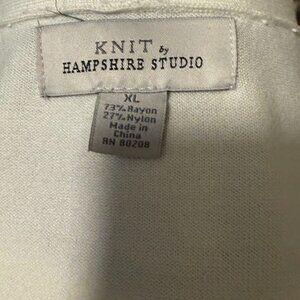 KNIT by
HAMPSHIRE STUDIO
XL
73% Rayon
27% Nylon
Made in
China
RN 80208